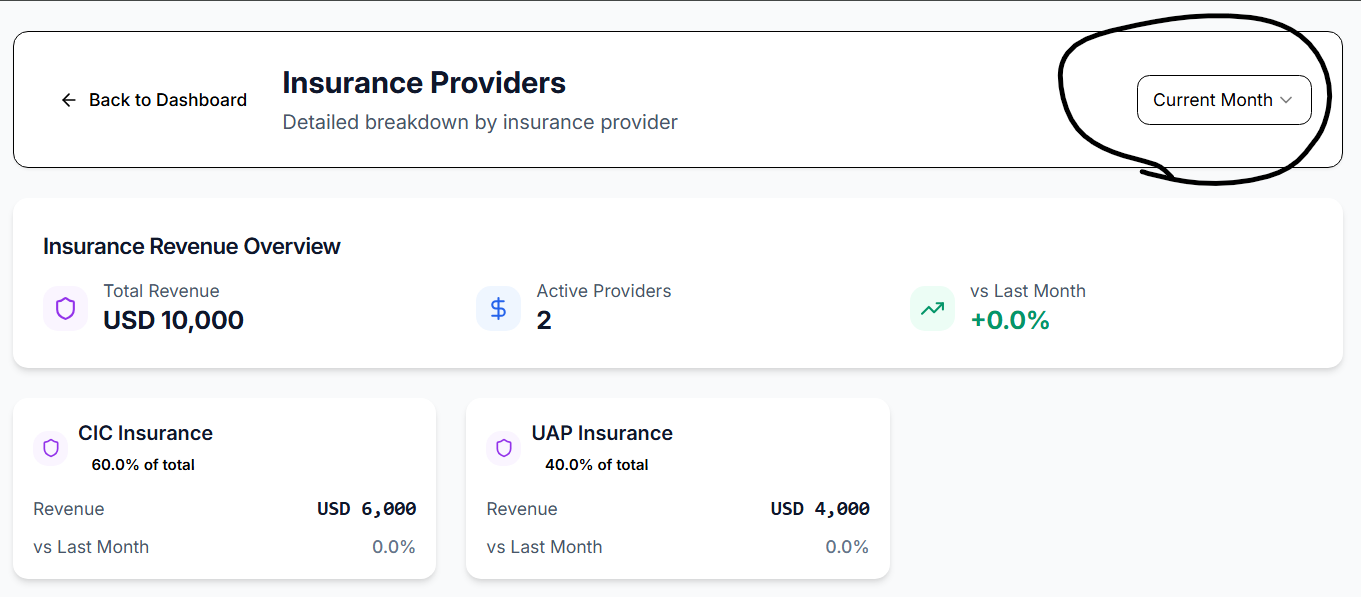 Back to Dashboard
Insurance Providers
Detailed breakdown by insurance provider
Current Month
Insurance Revenue Overview
Total Revenue
USD 10,000
Active Providers
2
vs Last Month
+0.0%
CIC Insurance
60.0% of total
Revenue USD 6,000
vs Last Month 0.0%
UAP Insurance
40.0% of total
Revenue USD 4,000
vs Last Month 0.0%